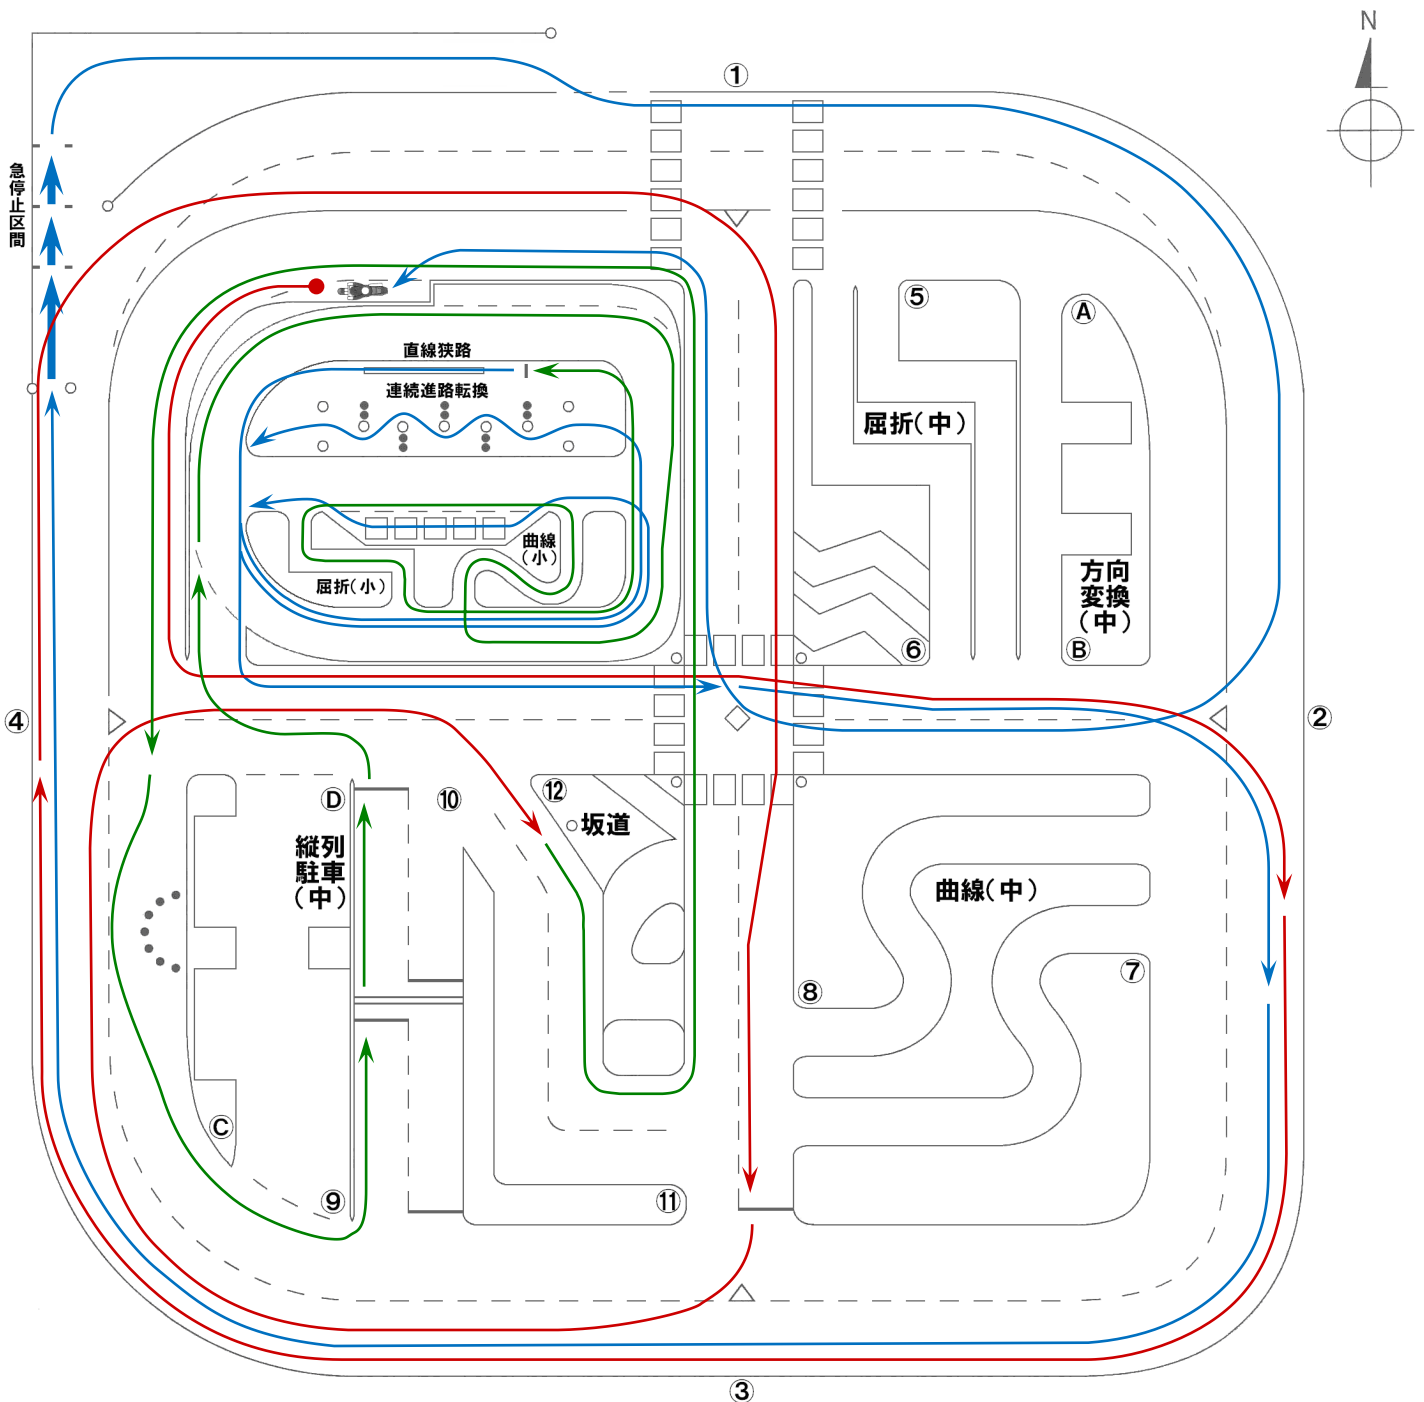 N
①
急停止区間
直線狭路
連続進路転換
⑤
A
屈折(中)
曲線
(小)
屈折(小)
方向
変換
(中)
⑥
B
④
②
D
⑩
⑫
坂道
縦列
駐車
(中)
曲線(中)
⑦
⑧
C
⑨
⑪
③